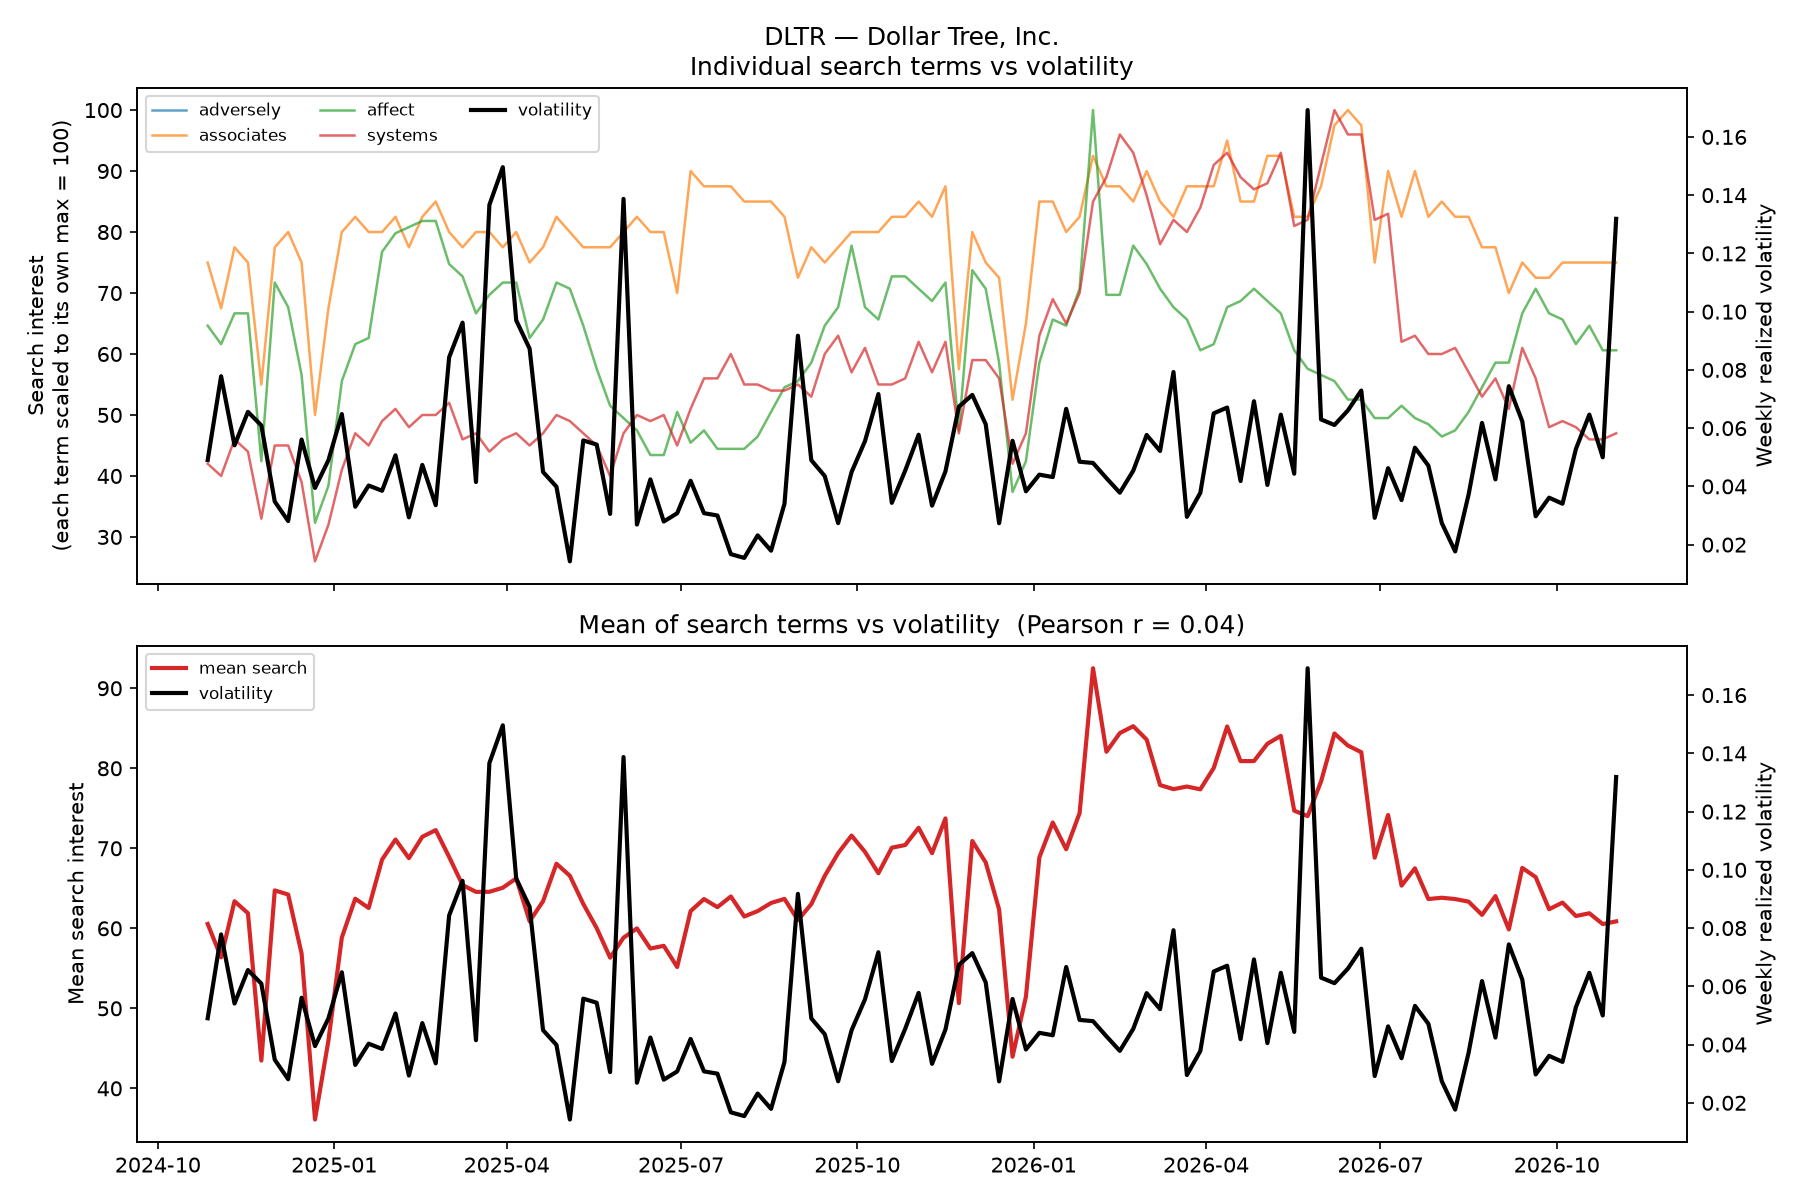 DLTR — Dollar Tree, Inc.
Individual search terms vs volatility
adversely
associates
affect
systems
volatility
Search interest
(each term scaled to its own max = 100)
100
90
80
70
60
50
40
30
Weekly realized volatility
0.16
0.14
0.12
0.10
0.08
0.06
0.04
0.02
Mean of search terms vs volatility (Pearson r = 0.04)
mean search
volatility
Mean search interest
90
80
70
60
50
40
Weekly realized volatility
0.16
0.14
0.12
0.10
0.08
0.06
0.04
0.02
2024-10
2025-01
2025-04
2025-07
2025-10
2026-01
2026-04
2026-07
2026-10